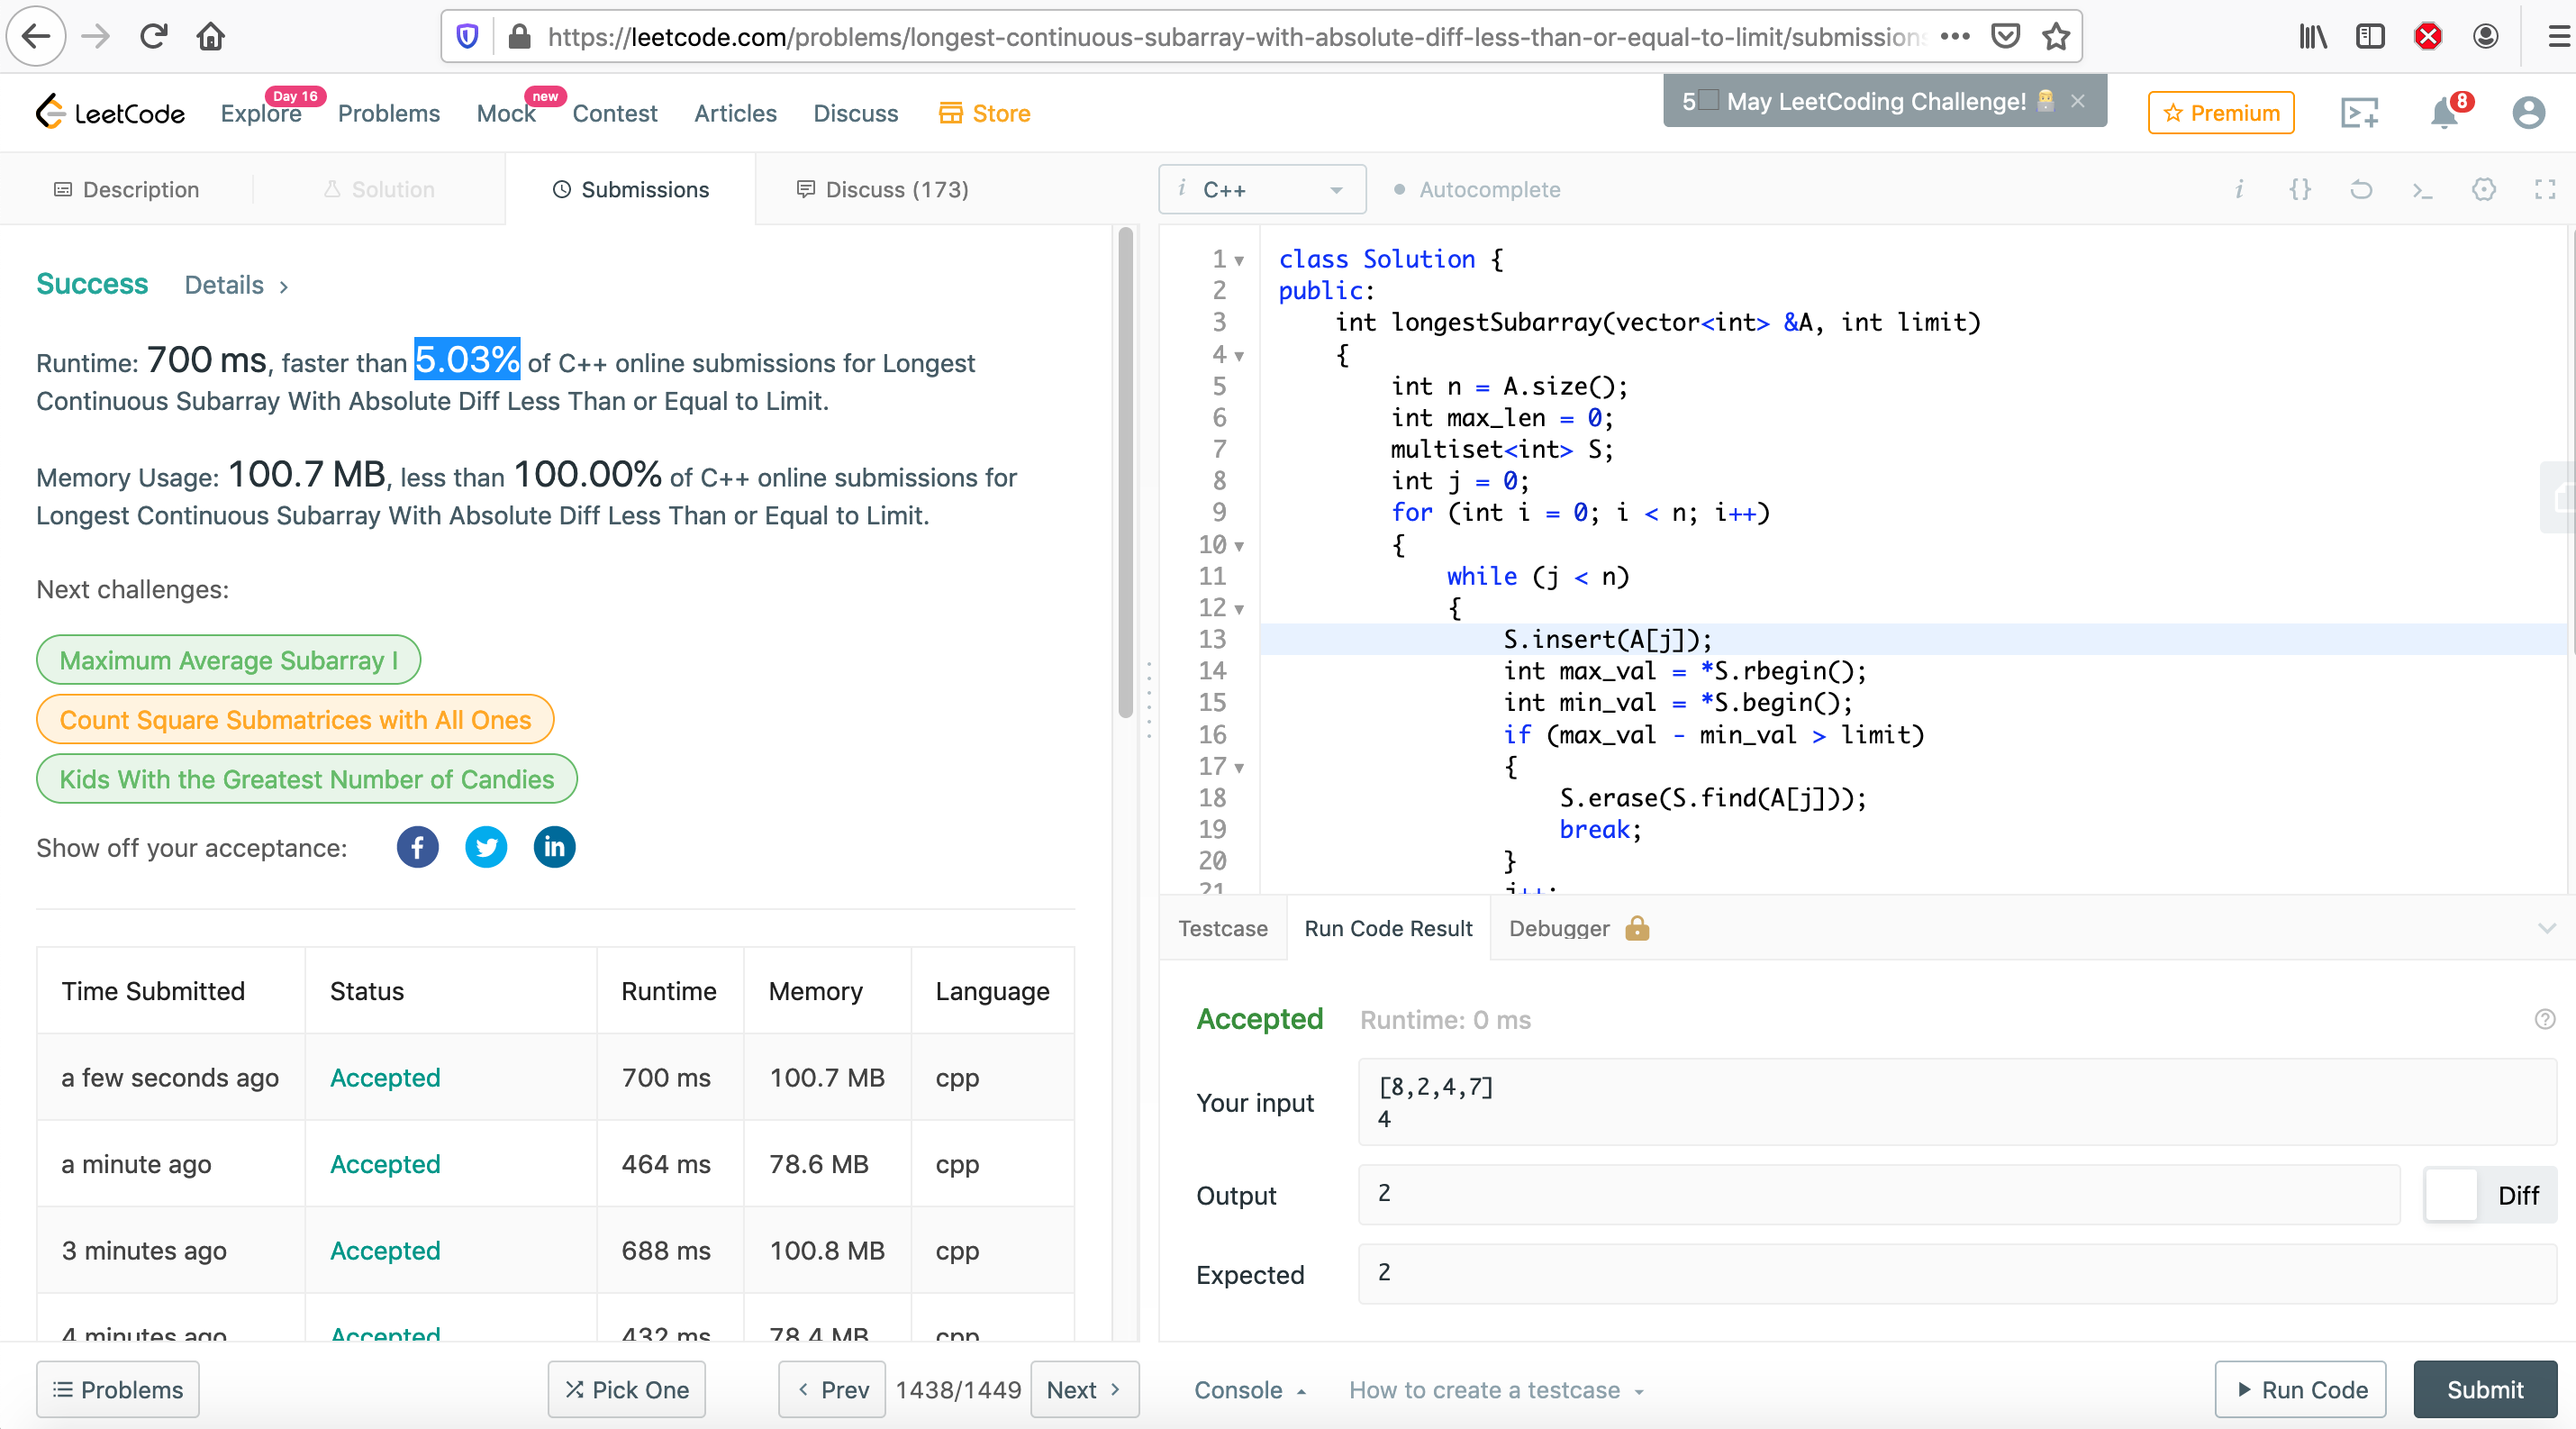 https://leetcode.com/problems/longest-continuous-subarray-with-absolute-diff-less-than-or-equal-to-limit/submissions
LeetCode
Explore
Day 16
Problems
Mock
new
Contest
Articles
Discuss
Store
5 May LeetCoding Challenge!
Premium
8
Description
Solution
Submissions
Discuss (173)
i C++
Autocomplete
Success Details >
Runtime: 700 ms, faster than 5.03% of C++ online submissions for Longest
Continuous Subarray With Absolute Diff Less Than or Equal to Limit.
Memory Usage: 100.7 MB, less than 100.00% of C++ online submissions for
Longest Continuous Subarray With Absolute Diff Less Than or Equal to Limit.
Next challenges:
Maximum Average Subarray I
Count Square Submatrices with All Ones
Kids With the Greatest Number of Candies
Show off your acceptance:
Time Submitted Status Runtime Memory Language
a few seconds ago Accepted 700 ms 100.7 MB cpp
a minute ago Accepted 464 ms 78.6 MB cpp
3 minutes ago Accepted 688 ms 100.8 MB cpp
4 minutes ago Accepted 432 ms 78.4 MB cpp
1 class Solution {
2 public:
3 int longestSubarray(vector<int> &A, int limit)
4 {
5 int n = A.size();
6 int max_len = 0;
7 multiset<int> S;
8 int j = 0;
9 for (int i = 0; i < n; i++)
10 {
11 while (j < n)
12 {
13 S.insert(A[j]);
14 int max_val = *S.rbegin();
15 int min_val = *S.begin();
16 if (max_val - min_val > limit)
17 {
18 S.erase(S.find(A[j]));
19 break;
20 }
21 j++;
Testcase
Run Code Result
Debugger
Accepted Runtime: 0 ms
Your input
[8,2,4,7]
4
Output
2
Diff
Expected
2
Problems
Pick One
< Prev
1438/1449
Next >
Console
How to create a testcase
Run Code
Submit